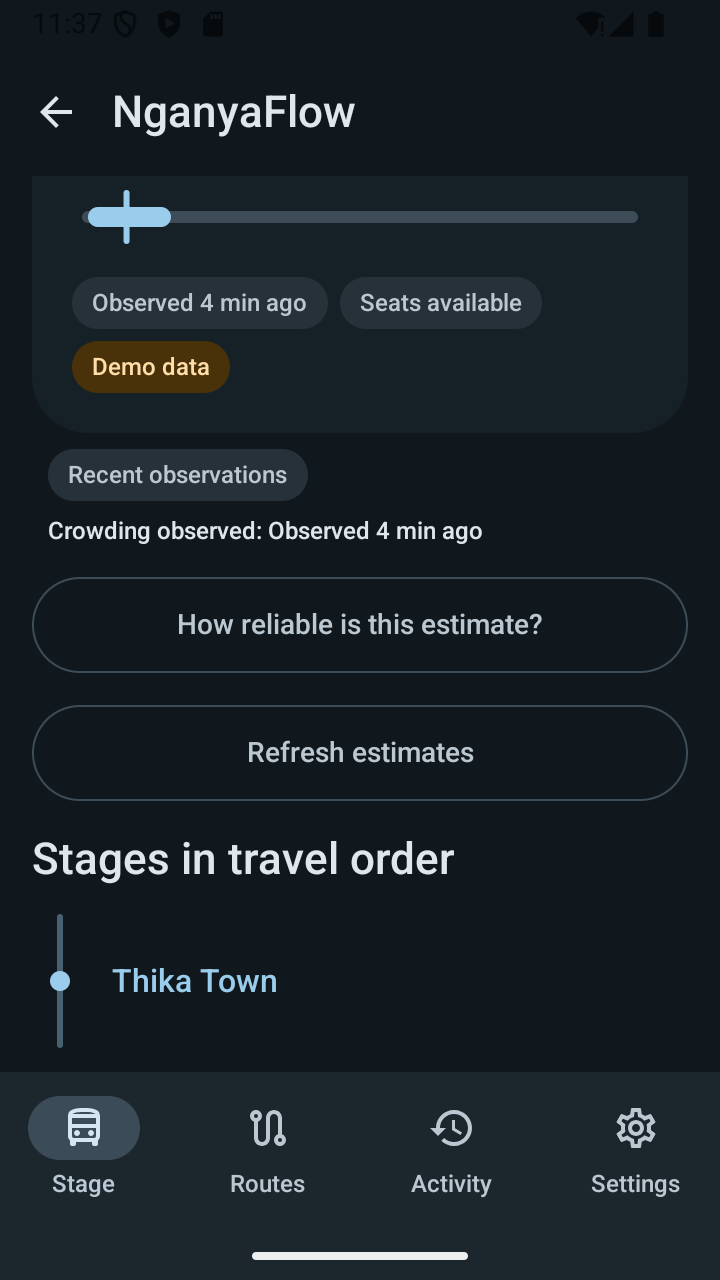 11:37
NganyaFlow
Observed 4 min ago
Seats available
Demo data
Recent observations
Crowding observed: Observed 4 min ago
How reliable is this estimate?
Refresh estimates
Stages in travel order
Thika Town
Stage
Routes
Activity
Settings